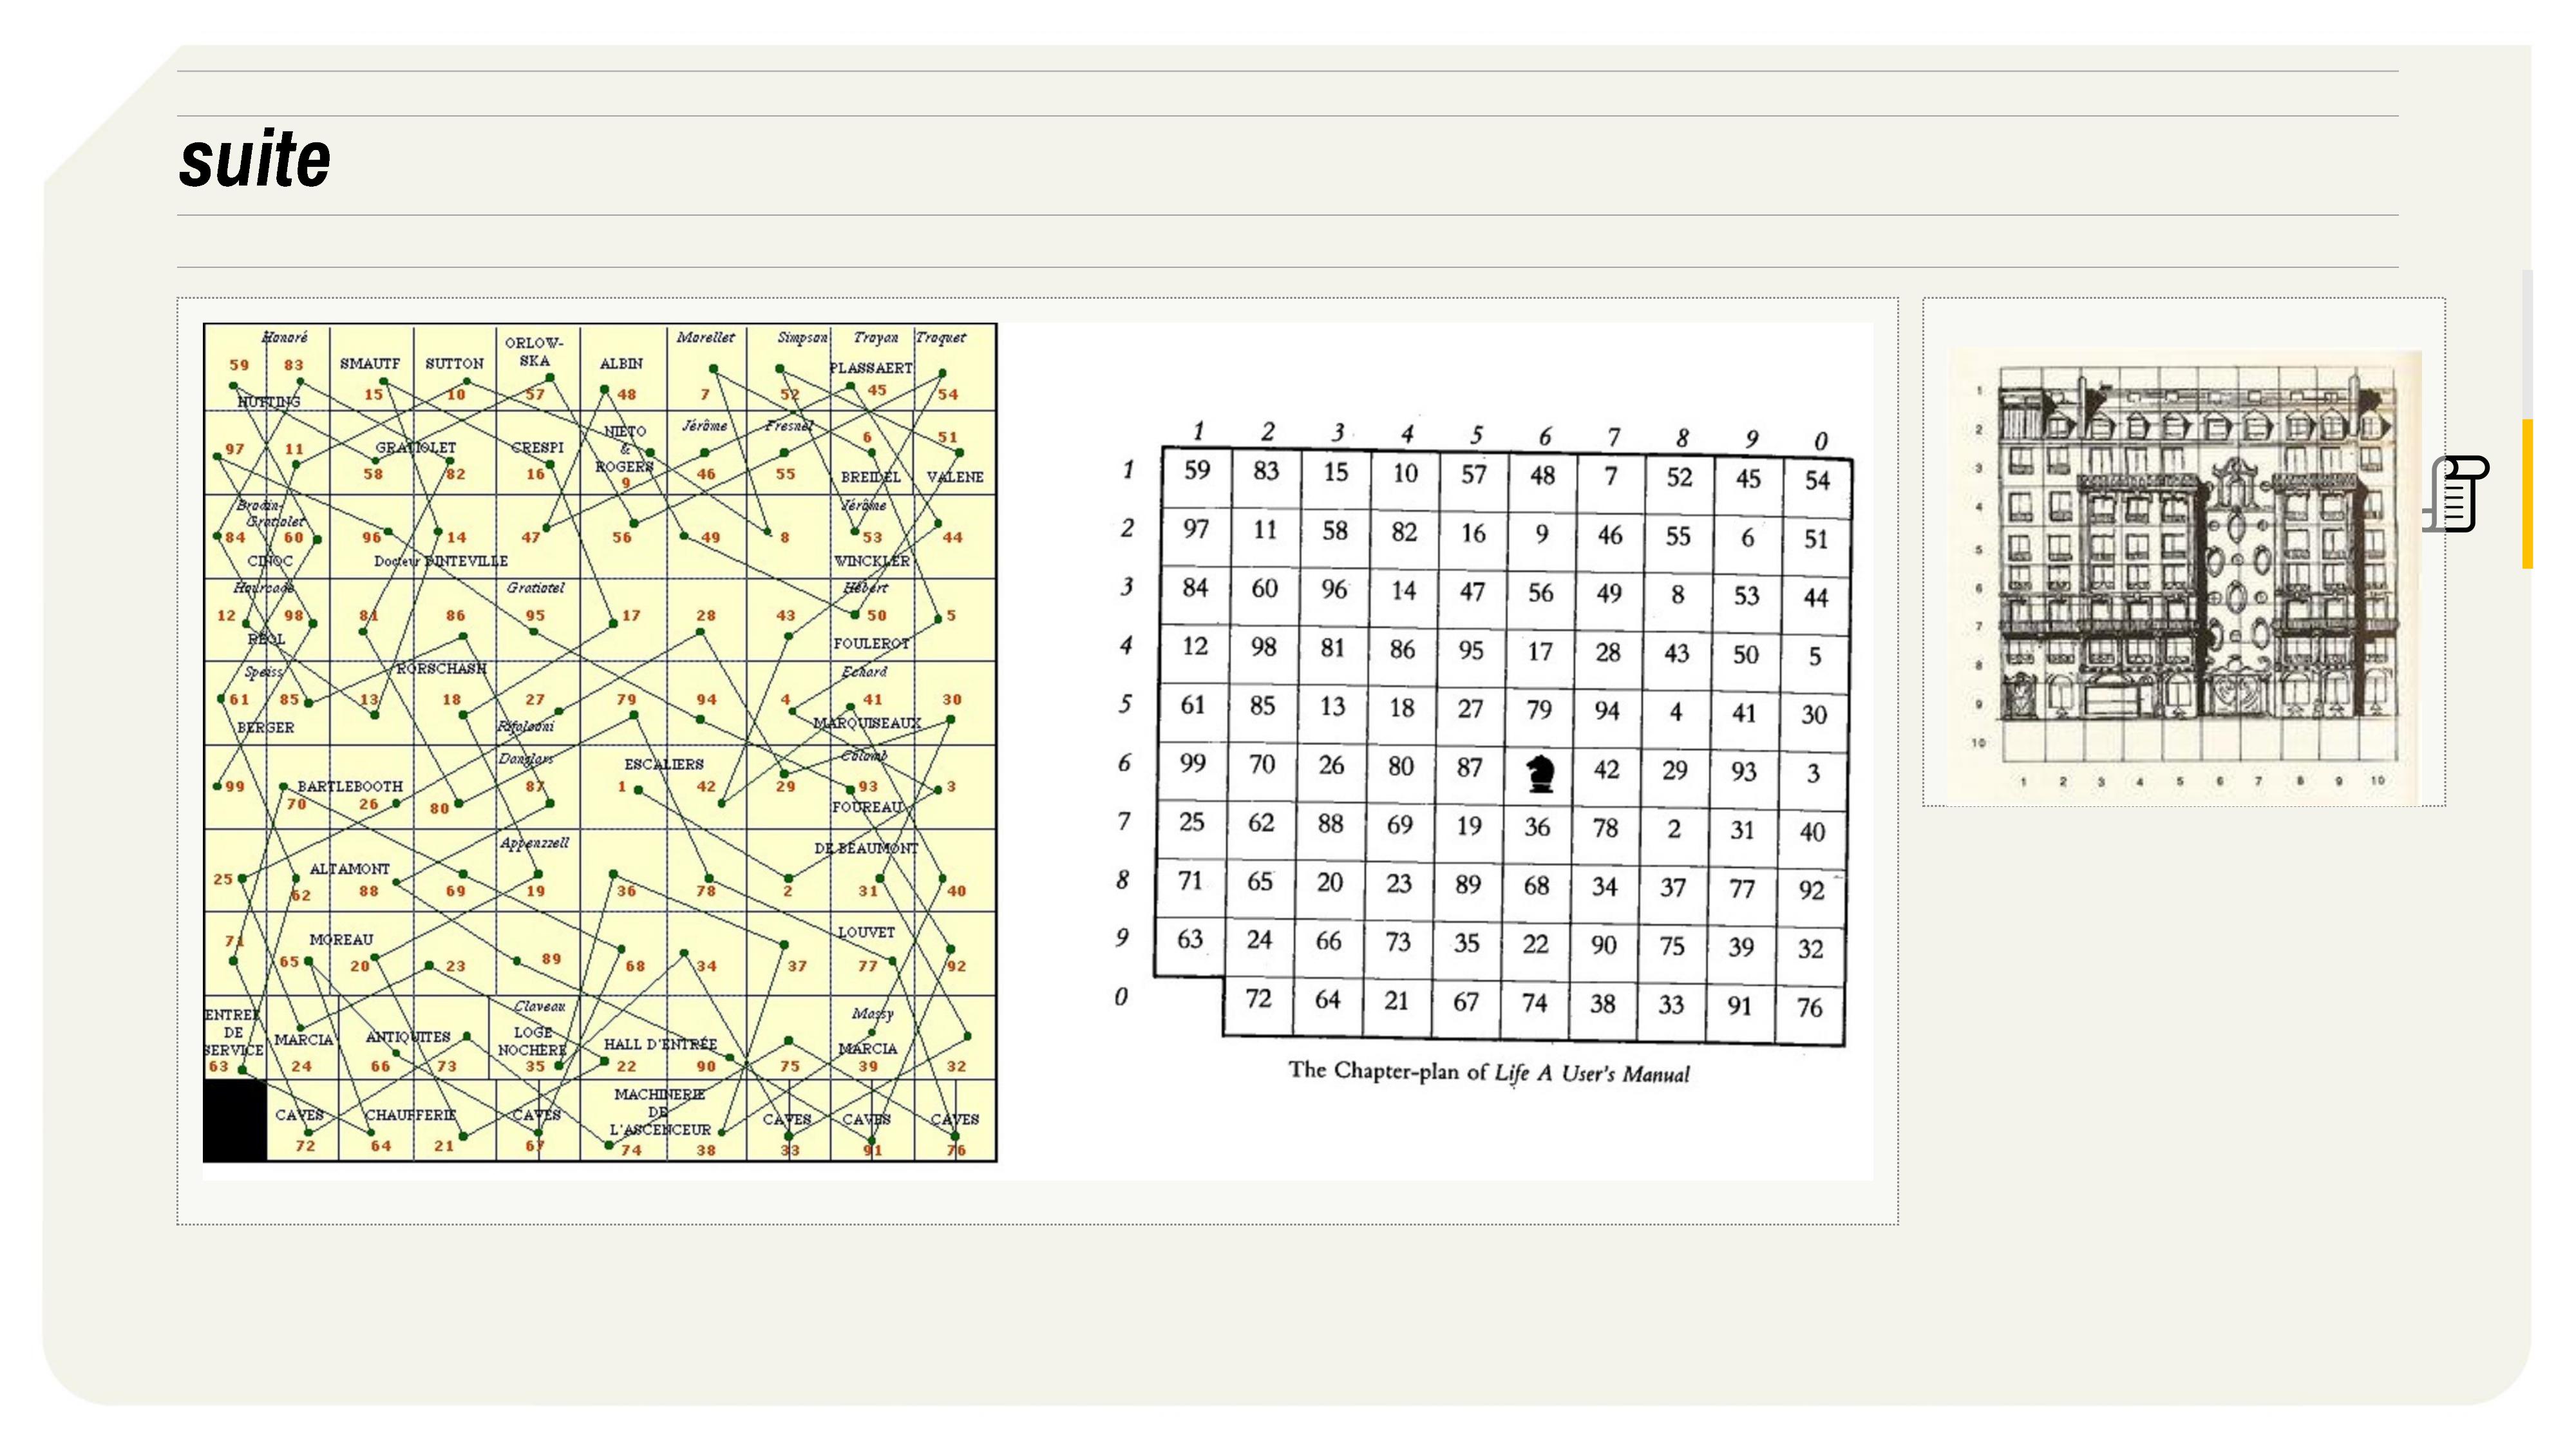 suite
Honoré Morellet Simpson Troyan Troquet
ORLOW-
SKA
SMAUTF SUTTON ALBIN PLASSAERT
59 83 15 10 57 48 7 52 45 54
HUTTING
NIETO
&
ROGERS
Jérôme Fresnel
GRATIOLET CRESPI BREIDEL VALENE
97 11 58 82 16 9 46 55 6 51
Brodin-
Gratiolet
Jérôme
84 60 96 14 47 56 49 8 53 44
CINOC Docteur DINTEVILLE WINCKLER
Hourcade Gratiolet Hébert
12 98 81 86 95 17 28 43 50 5
REOL FOULEROT
Speiss RORSCHASH Echard
61 85 13 18 27 79 94 4 41 30
BERGER Fifalaoni MARQUISEAUX
Danglars ESCALIERS Colomb
BARTLEBOOTH
99 70 26 80 87 1 42 29 93 3
FOUREAU
Appenzzell DE BEAUMONT
ALTAMONT
25 62 88 69 19 36 78 2 31 40
MOREAU LOUVET
71 65 20 23 89 68 34 37 77 92
ENTREE
DE
SERVICE
Claveau Massy
MARCIA ANTIQUITES LOGE
NOCHERE
HALL D'ENTRÉE MARCIA
63 24 66 73 35 22 90 75 39 32
MACHINERIE
DE
L'ASCENCEUR
CAVES CHAUFFERIE CAVES CAVES CAVES CAVES
72 64 21 67 74 38 33 91 76
1 2 3 4 5 6 7 8 9 0
1 59 83 15 10 57 48 7 52 45 54
2 97 11 58 82 16 9 46 55 6 51
3 84 60 96 14 47 56 49 8 53 44
4 12 98 81 86 95 17 28 43 50 5
5 61 85 13 18 27 79 94 4 41 30
6 99 70 26 80 87 42 29 93 3
7 25 62 88 69 19 36 78 2 31 40
8 71 65 20 23 89 68 34 37 77 92
9 63 24 66 73 35 22 90 75 39 32
0 72 64 21 67 74 38 33 91 76
The Chapter-plan of Life A User's Manual
1
2
3
4
5
6
7
8
9
10
1 2 3 4 5 6 7 8 9 10